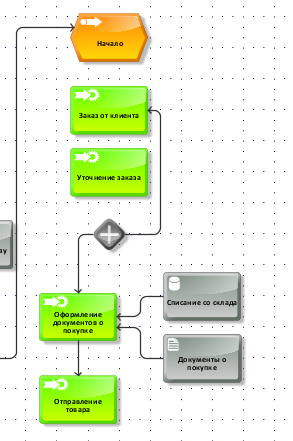 Начало
Заказ от клиента
Уточнение заказа
Оформление
документов о
покупке
Списание со склада
Документы о
покупке
Отправление
товара